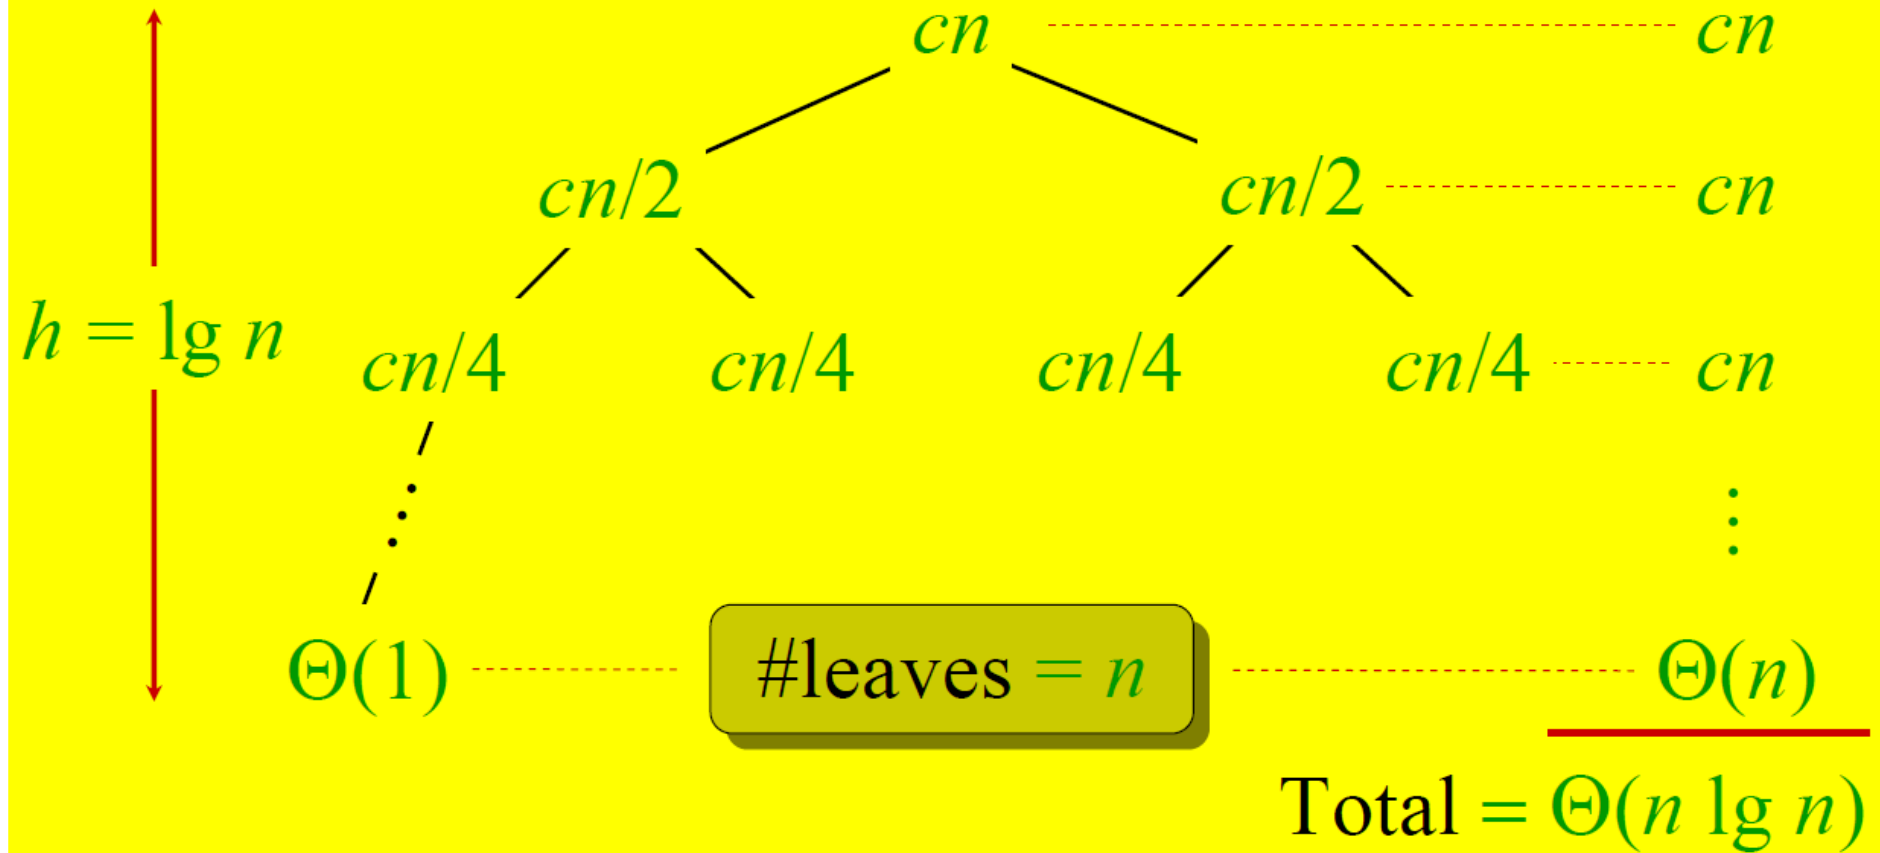 cn cn
cn/2 cn/2 cn
h = lg n
cn/4 cn/4 cn/4 cn/4 cn
⋮
Θ(1) #leaves = n Θ(n)
Total = Θ(n lg n)